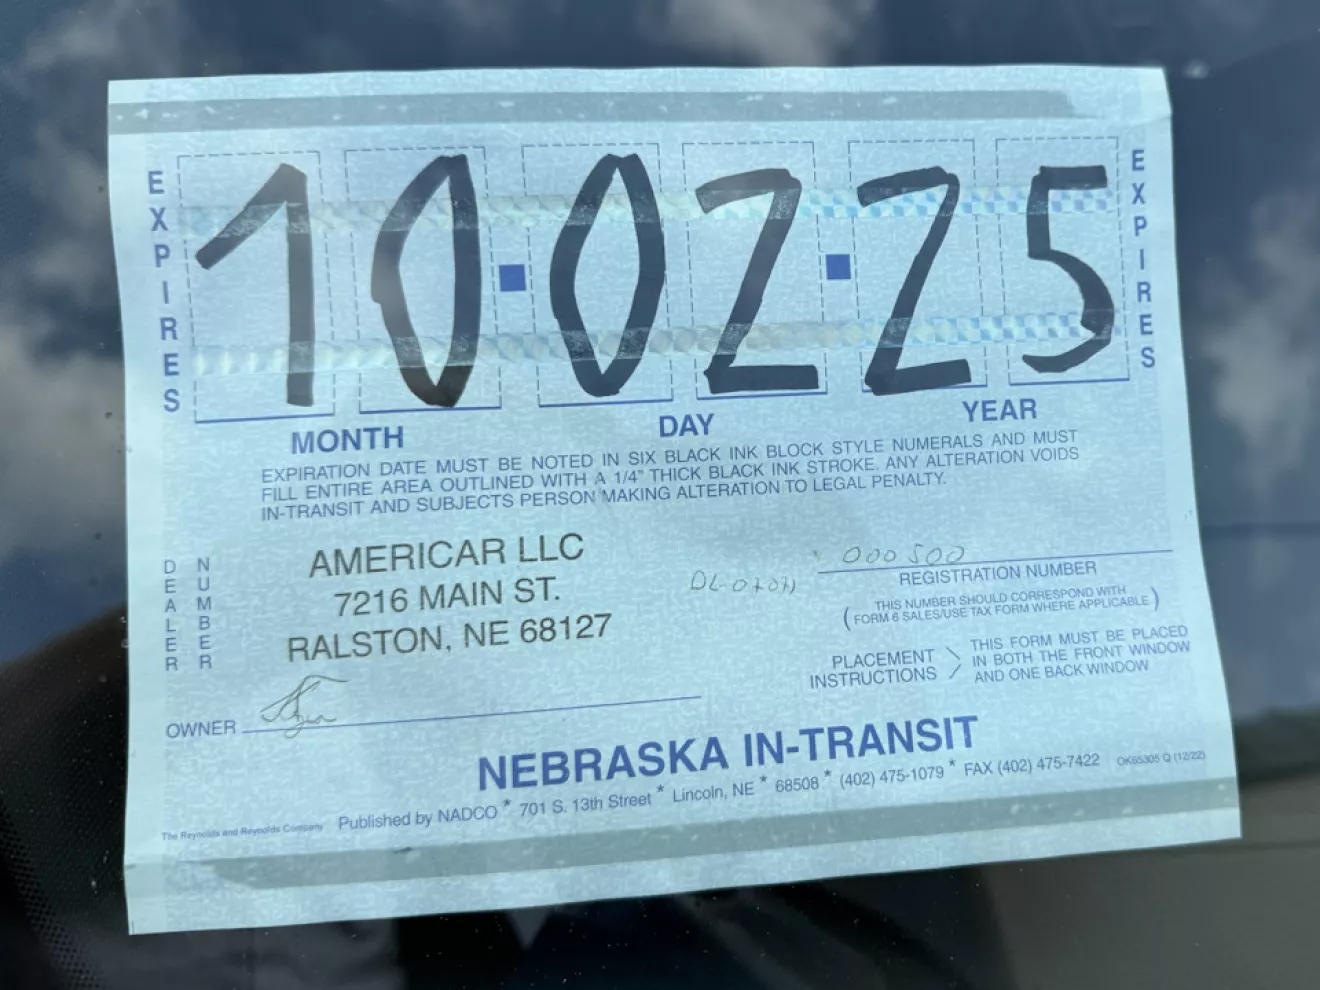 EXPIRES
10 ▪ 02 ▪ 25
EXPIRES
MONTH DAY YEAR
EXPIRATION DATE MUST BE NOTED IN SIX BLACK INK BLOCK STYLE NUMERALS AND MUST
FILL ENTIRE AREA OUTLINED WITH A 1/4" THICK BLACK INK STROKE. ANY ALTERATION VOIDS
IN-TRANSIT AND SUBJECTS PERSON MAKING ALTERATION TO LEGAL PENALTY.
DEALER
NUMBER
AMERICAR LLC
7216 MAIN ST.
RALSTON, NE 68127
000500
REGISTRATION NUMBER
(THIS NUMBER SHOULD CORRESPOND WITH
FORM 6 SALES/USE TAX FORM WHERE APPLICABLE)
PLACEMENT
INSTRUCTIONS
THIS FORM MUST BE PLACED
IN BOTH THE FRONT WINDOW
AND ONE BACK WINDOW
OWNER
NEBRASKA IN-TRANSIT
The Reynolds and Reynolds Company
Published by NADCO * 701 S. 13th Street * Lincoln, NE * 68508 * (402) 475-1079 * FAX (402) 475-7422
OK65305 Q (12/22)